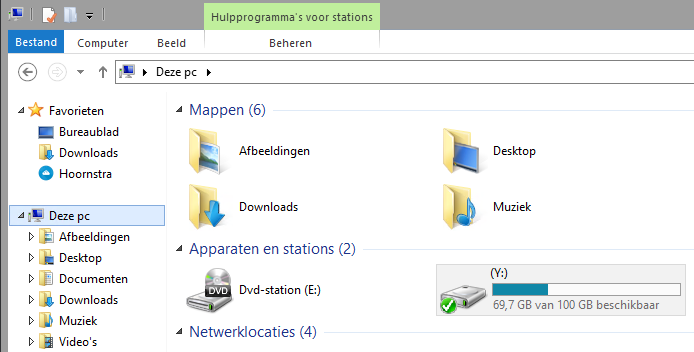 Hulpprogramma's voor stations
Bestand Computer Beeld Beheren
Deze pc
Favorieten
Bureaublad
Downloads
Hoornstra
Deze pc
Afbeeldingen
Desktop
Documenten
Downloads
Muziek
Video's
Mappen (6)
Afbeeldingen
Desktop
Downloads
Muziek
Apparaten en stations (2)
DVD
Dvd-station (E:)
(Y:)
69,7 GB van 100 GB beschikbaar
Netwerklocaties (4)